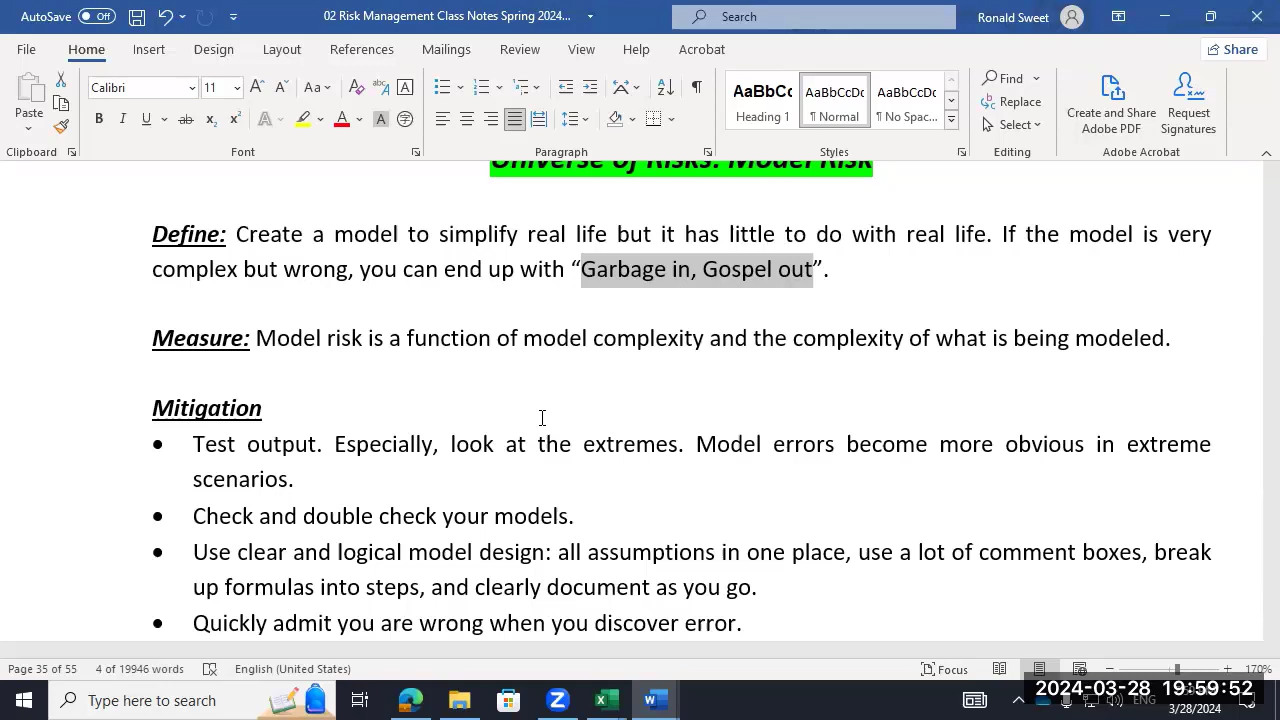 AutoSave Off 02 Risk Management Class Notes Spring 2024... Search Ronald Sweet
File Home Insert Design Layout References Mailings Review View Help Acrobat Share
Paste Calibri 11 AaBbCc AaBbCcDc AaBbCcDc Find Replace Select Create and Share Request
Heading 1 ¶ Normal ¶ No Spac... Adobe PDF Signatures
Clipboard Font Paragraph Styles Editing Adobe Acrobat
Universe of Risks: Model Risk
Define: Create a model to simplify real life but it has little to do with real life. If the model is very
complex but wrong, you can end up with “Garbage in, Gospel out”.
Measure: Model risk is a function of model complexity and the complexity of what is being modeled.
Mitigation
• Test output. Especially, look at the extremes. Model errors become more obvious in extreme
scenarios.
• Check and double check your models.
• Use clear and logical model design: all assumptions in one place, use a lot of comment boxes, break
up formulas into steps, and clearly document as you go.
• Quickly admit you are wrong when you discover error.
Page 35 of 55 4 of 19946 words English (United States) Focus 170%
Type here to search ENG 2024-03-28 19:59:52
3/28/2024